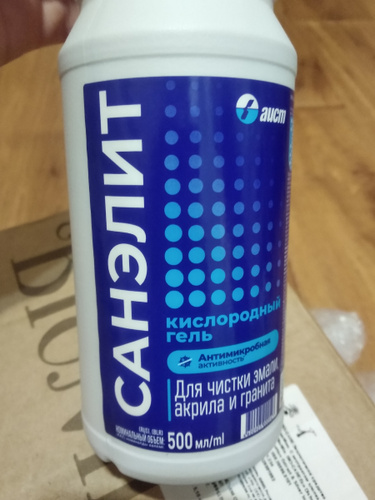 аист
САНЭЛИТ
кислородный
гель
Антимикробная
активность
Для чистки эмали,
акрила и гранита
500 мл/ml